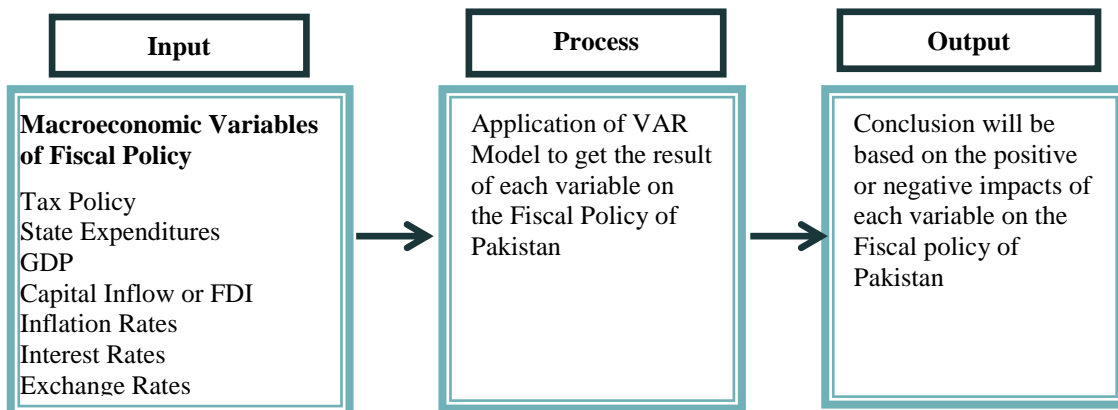 Input
Process
Output
Macroeconomic Variables
of Fiscal Policy
Tax Policy
State Expenditures
GDP
Capital Inflow or FDI
Inflation Rates
Interest Rates
Exchange Rates
Application of VAR
Model to get the result
of each variable on
the Fiscal Policy of
Pakistan
Conclusion will be
based on the positive
or negative impacts of
each variable on the
Fiscal policy of
Pakistan